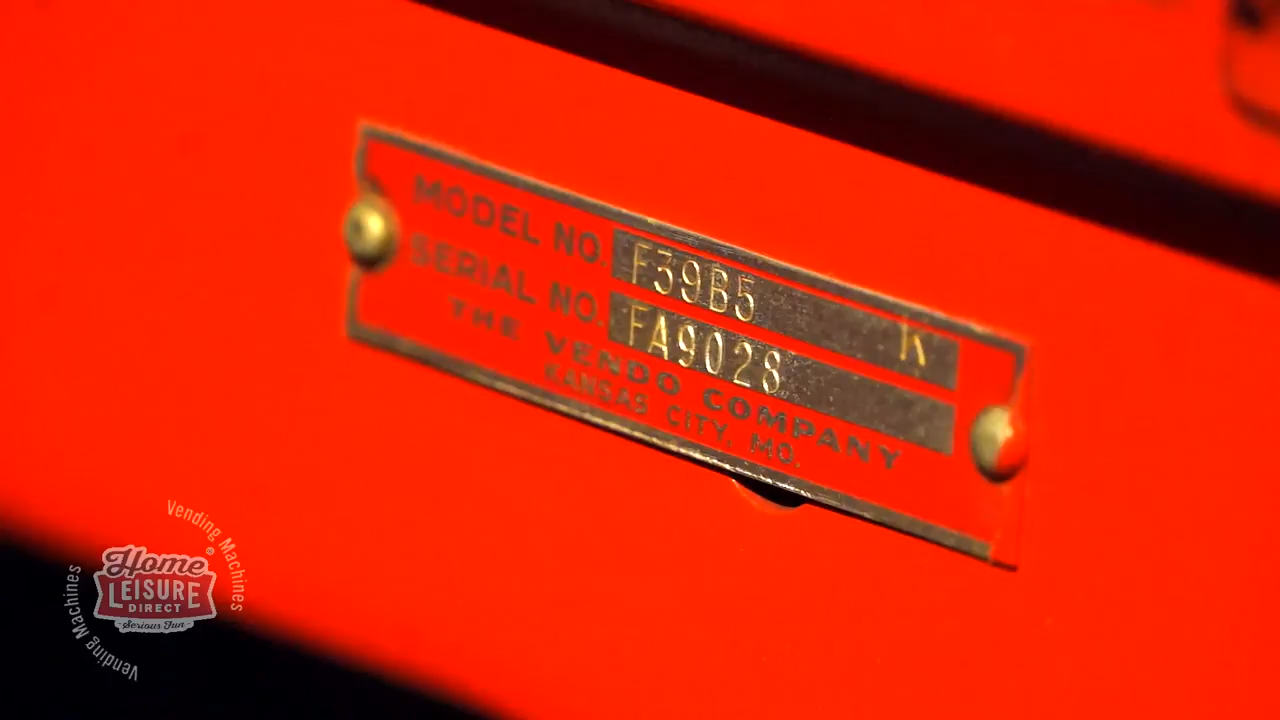 MODEL NO. F39B5 K
SERIAL NO. FA9028
THE VENDO COMPANY
KANSAS CITY, MO.
Vending Machines
Home
LEISURE
DIRECT
Serious Fun
Vending Machines